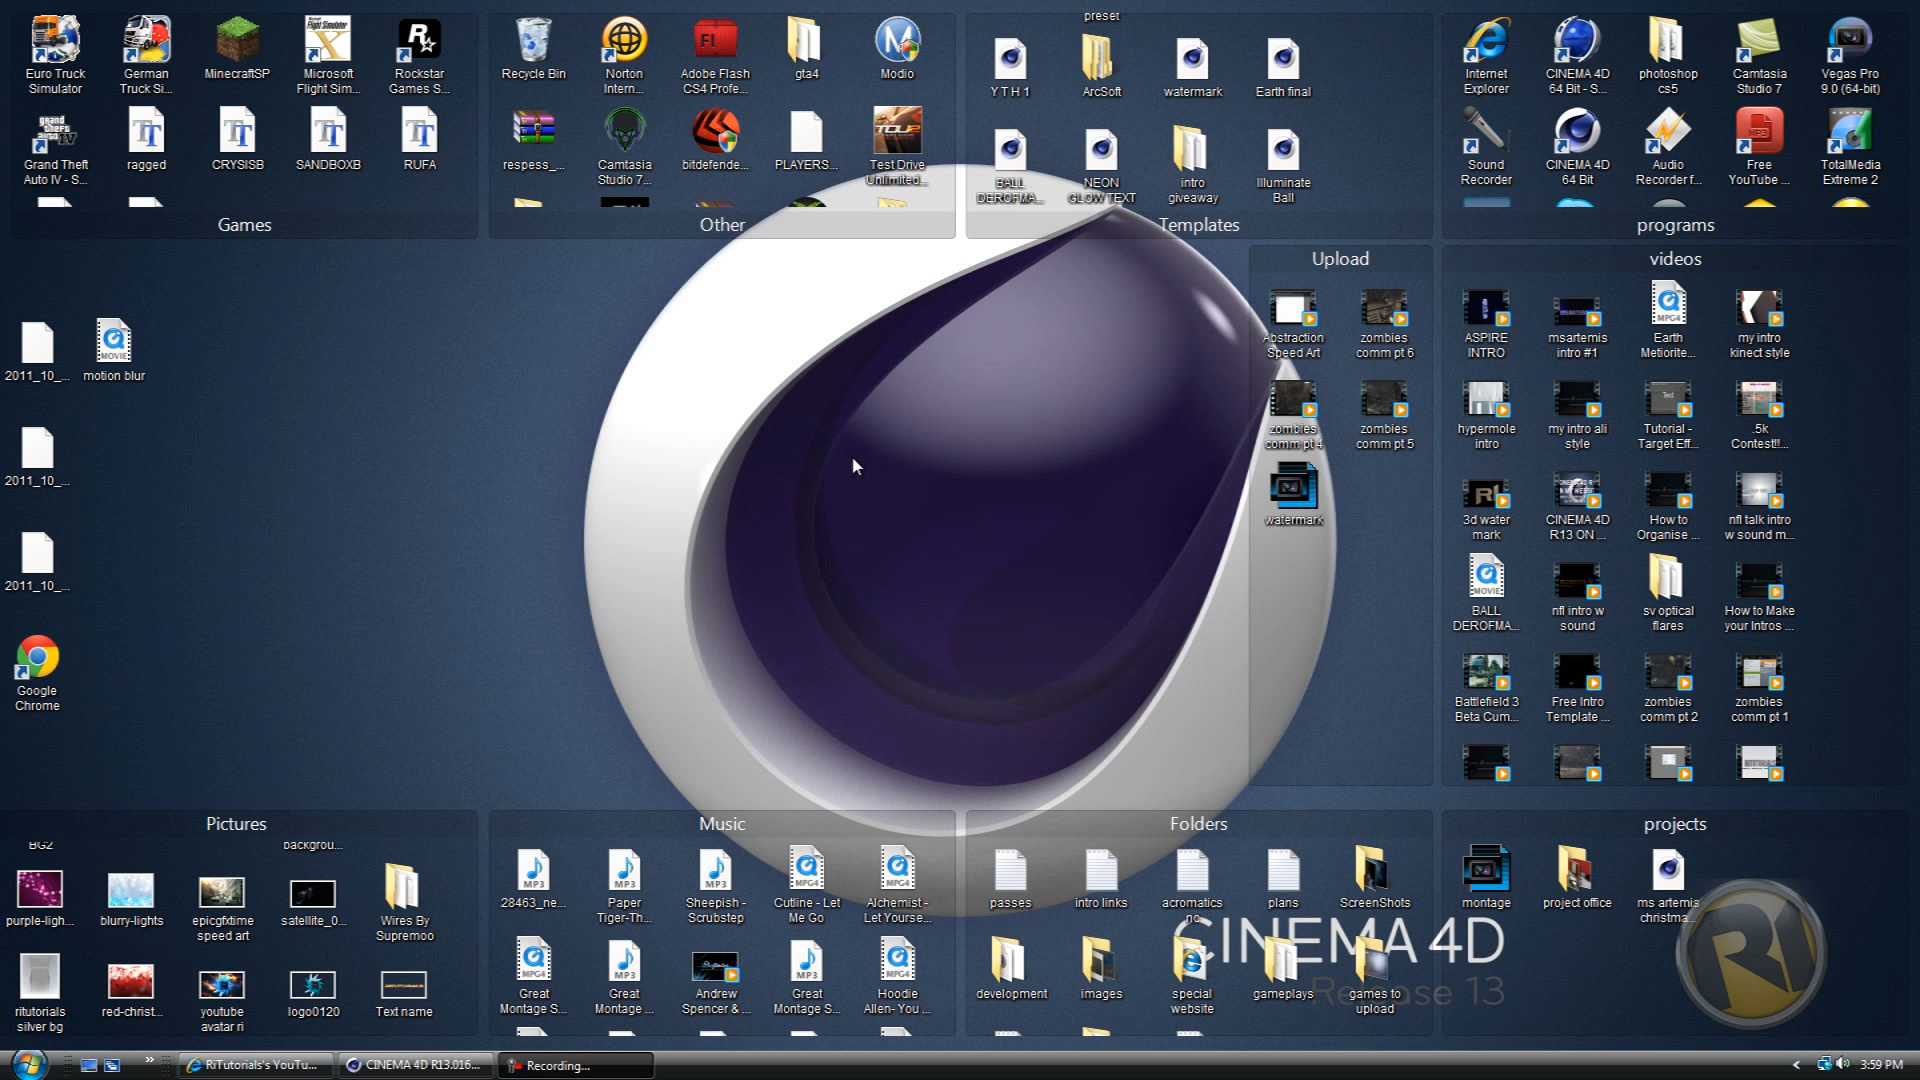 Euro Truck
Simulator
German
Truck Si...
MinecraftSP
Microsoft
Flight Sim...
Rockstar
Games S...
Grand Theft
Auto IV - S...
ragged
CRYSISB
SANDBOXB
RUFA
Games
Recycle Bin
Norton
Intern...
Adobe Flash
CS4 Profe...
gta4
Modio
respess_...
Camtasia
Studio 7...
bitdefende...
PLAYERS...
Test Drive
Unlimited...
Other
preset
Y T H 1
ArcSoft
watermark
Earth final
BALL
DEROFMA...
NEON
GLOW TEXT
intro
giveaway
Illuminate
Ball
Templates
Internet
Explorer
CINEMA 4D
64 Bit - S...
photoshop
cs5
Camtasia
Studio 7
Vegas Pro
9.0 (64-bit)
Sound
Recorder
CINEMA 4D
64 Bit
Audio
Recorder f...
Free
YouTube ...
TotalMedia
Extreme 2
programs
2011_10_...
motion blur
2011_10_...
2011_10_...
Google
Chrome
Upload
Abstraction
Speed Art
zombies
comm pt 6
zombies
comm pt 4
zombies
comm pt 5
watermark
videos
ASPIRE
INTRO
msartemis
intro #1
Earth
Metiorite...
my intro
kinect style
hypermole
intro
my intro ali
style
Tutorial -
Target Eff...
.5k
Contest!!...
3d water
mark
CINEMA 4D
R13 ON ...
How to
Organise ...
nfl talk intro
w sound m...
BALL
DEROFMA...
nfl intro w
sound
sv optical
flares
How to Make
your Intros ...
Battlefield 3
Beta Cum...
Free Intro
Template ...
zombies
comm pt 2
zombies
comm pt 1
Pictures
BG2
backgrou...
purple-ligh...
blurry-lights
epicgfxtime
speed art
satellite_0...
Wires By
Supremoo
ritutorials
silver bg
red-christ...
youtube
avatar ri
logo0120
Text name
Music
28463_ne...
Paper
Tiger-Th...
Sheepish -
Scrubstep
Cutline - Let
Me Go
Alchemist -
Let Yourse...
Great
Montage S...
Great
Montage ...
Andrew
Spencer & ...
Great
Montage S...
Hoodie
Allen- You ...
Folders
passes
intro links
acromatics
no
plans
ScreenShots
development
images
special
website
gameplays
games to
upload
CINEMA 4D
Release 13
projects
montage
project office
ms artemis
christma...
RiTutorials's YouTu...
CINEMA 4D R13.016...
Recording...
3:59 PM